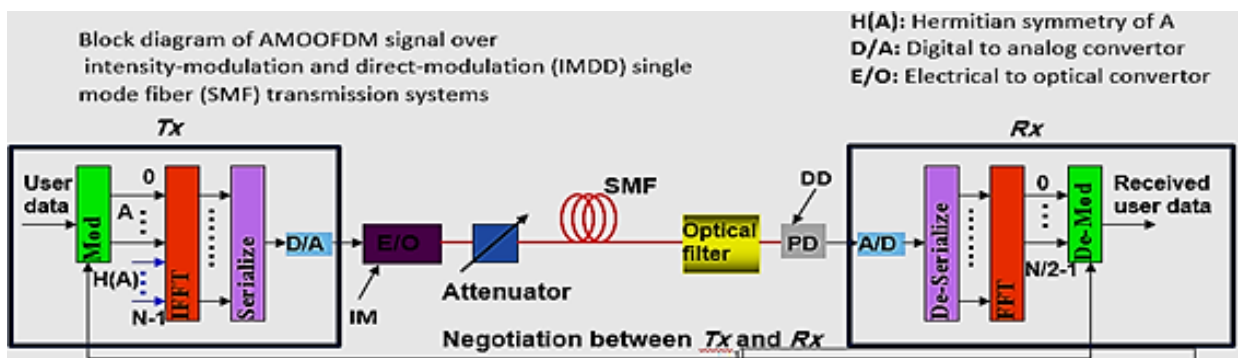 Block diagram of AMOOFDM signal over
intensity-modulation and direct-modulation (IMDD) single
mode fiber (SMF) transmission systems
H(A): Hermitian symmetry of A
D/A: Digital to analog convertor
E/O: Electrical to optical convertor
Tx
Rx
User
data
Mod
0
A
H(A)
N-1
IFFT
Serialize
D/A
E/O
IM
Attenuator
SMF
Optical
filter
DD
PD
A/D
De-Serialize
FFT
0
N/2-1
De-Mod
Received
user data
Negotiation between Tx and Rx